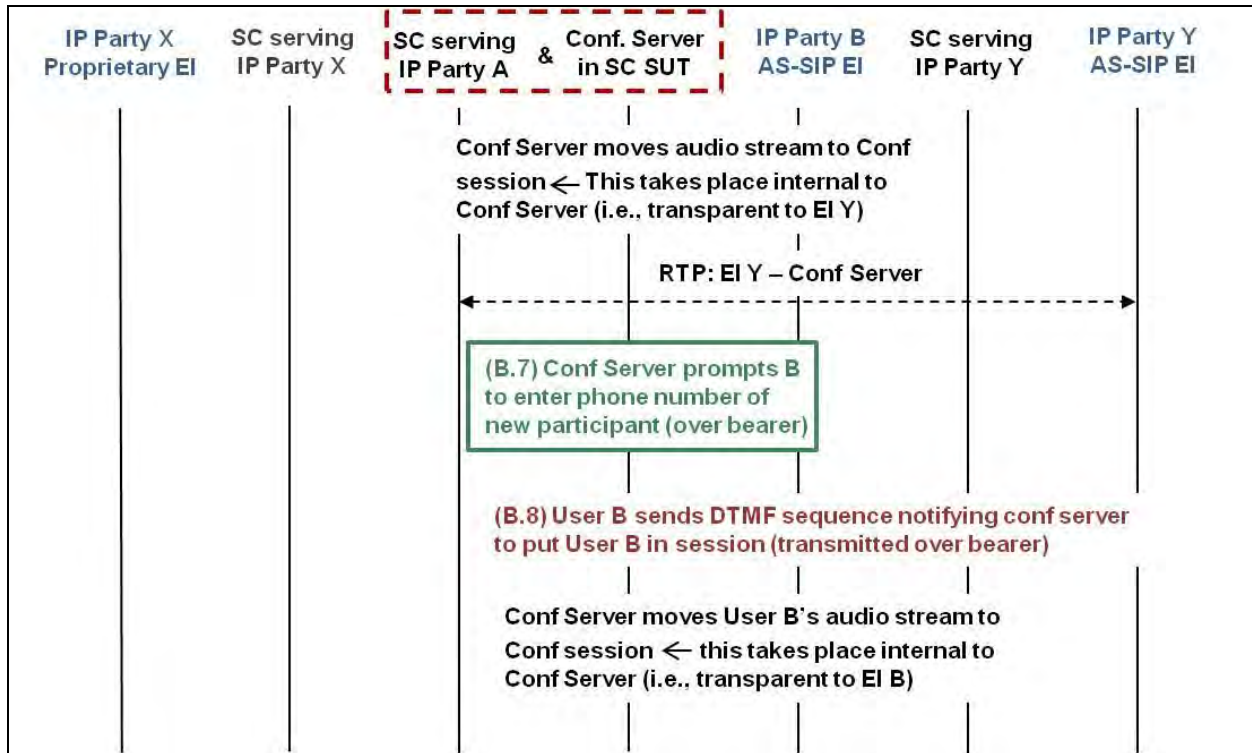 IP Party X
Proprietary EI
SC serving
IP Party X
SC serving
IP Party A
&
Conf. Server
in SC SUT
IP Party B
AS-SIP EI
SC serving
IP Party Y
IP Party Y
AS-SIP EI
Conf Server moves audio stream to Conf
session ← This takes place internal to
Conf Server (i.e., transparent to EI Y)
RTP: EI Y – Conf Server
(B.7) Conf Server prompts B
to enter phone number of
new participant (over bearer)
(B.8) User B sends DTMF sequence notifying conf server
to put User B in session (transmitted over bearer)
Conf Server moves User B's audio stream to
Conf session ← this takes place internal to
Conf Server (i.e., transparent to EI B)